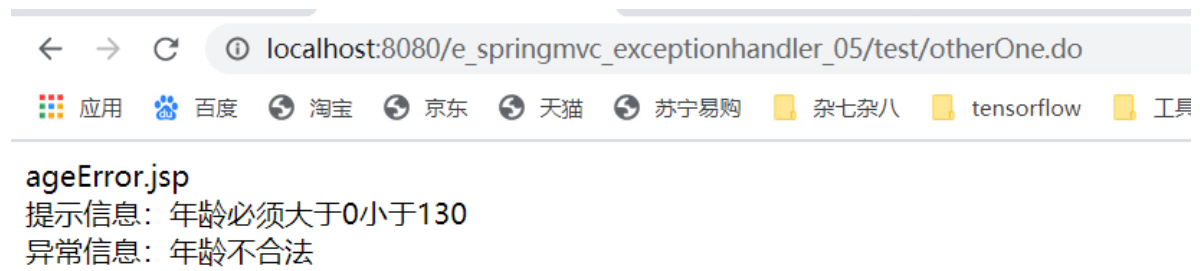 localhost:8080/e_springmvc_exceptionhandler_05/test/otherOne.do
应用 百度 淘宝 京东 天猫 苏宁易购 杂七杂八 tensorflow 工具
ageError.jsp
提示信息：年龄必须大于0小于130
异常信息：年龄不合法